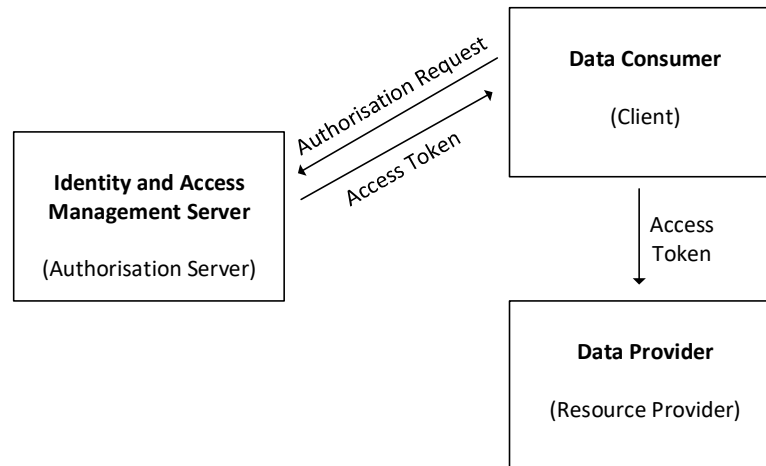 Data Consumer
(Client)
Authorisation Request
Access Token
Identity and Access
Management Server
(Authorisation Server)
Access
Token
Data Provider
(Resource Provider)